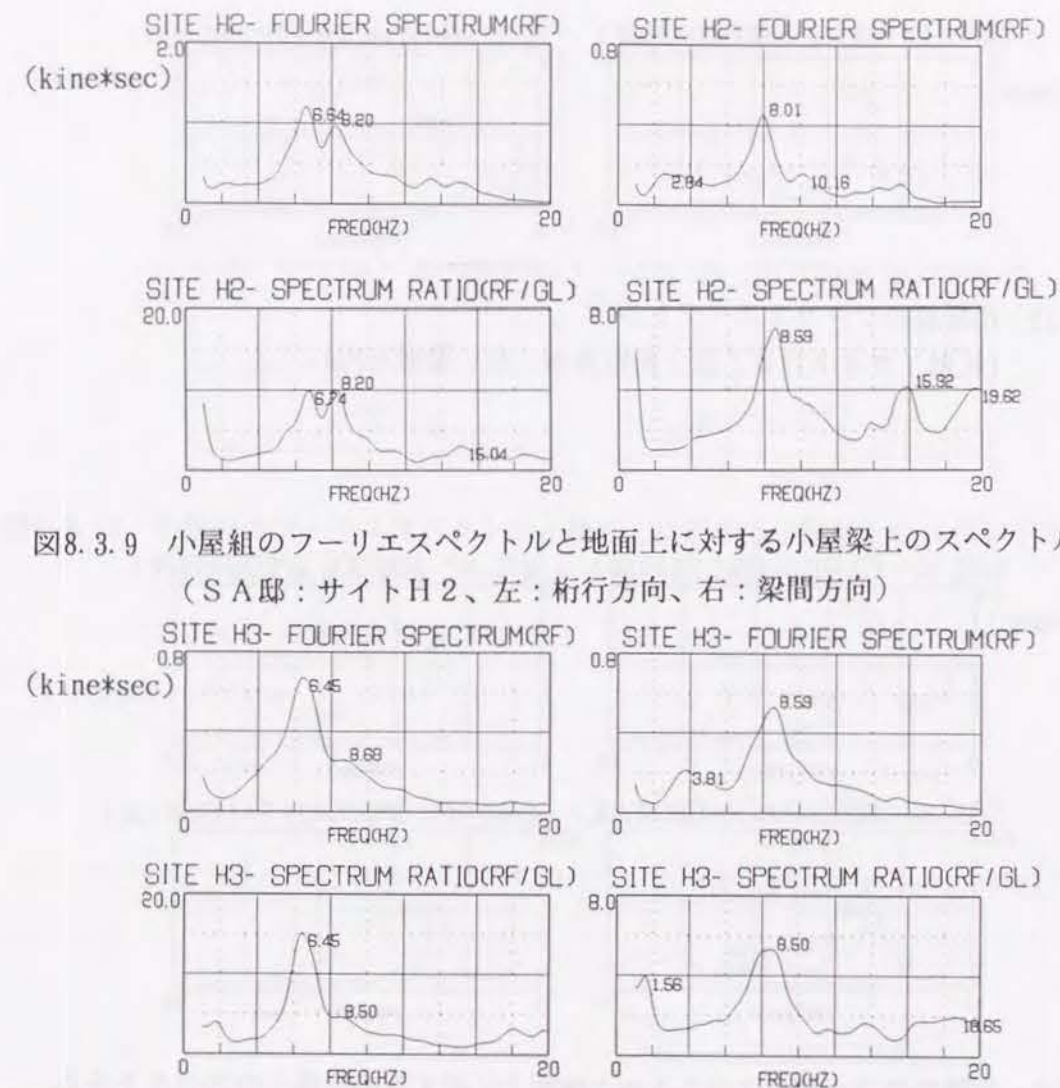 SITE H2- FOURIER SPECTRUM(RF) SITE H2- FOURIER SPECTRUM(RF)
2.0 0.8
(kine*sec)
6.64 8.20 8.01
2.84 10.16
0 20 0 20
FREQ(HZ) FREQ(HZ)
SITE H2- SPECTRUM RATIO(RF/GL) SITE H2- SPECTRUM RATIO(RF/GL)
20.0 8.0
6.74 8.20 8.59 15.92 19.62
15.04
0 20 0 20
FREQ(HZ) FREQ(HZ)
図8.3.9 小屋組のフーリエスペクトルと地面上に対する小屋梁上のスペクトル
(SA邸:サイトH2、左:桁行方向、右:梁間方向)
SITE H3- FOURIER SPECTRUM(RF) SITE H3- FOURIER SPECTRUM(RF)
0.8 0.8
(kine*sec)
6.45 8.59
8.68 3.81
0 20 0 20
FREQ(HZ) FREQ(HZ)
SITE H3- SPECTRUM RATIO(RF/GL) SITE H3- SPECTRUM RATIO(RF/GL)
20.0 8.0
6.45 8.50
8.50 1.56 18.65
0 20 0 20
FREQ(HZ) FREQ(HZ)